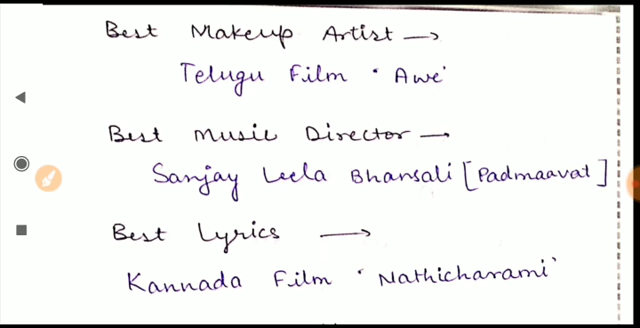 Best Makeup Artist →
Telugu Film 'Awe'
Best Music Director →
Sanjay Leela Bhansali [Padmaavat]
Best Lyrics →
Kannada Film 'Nathicharami'